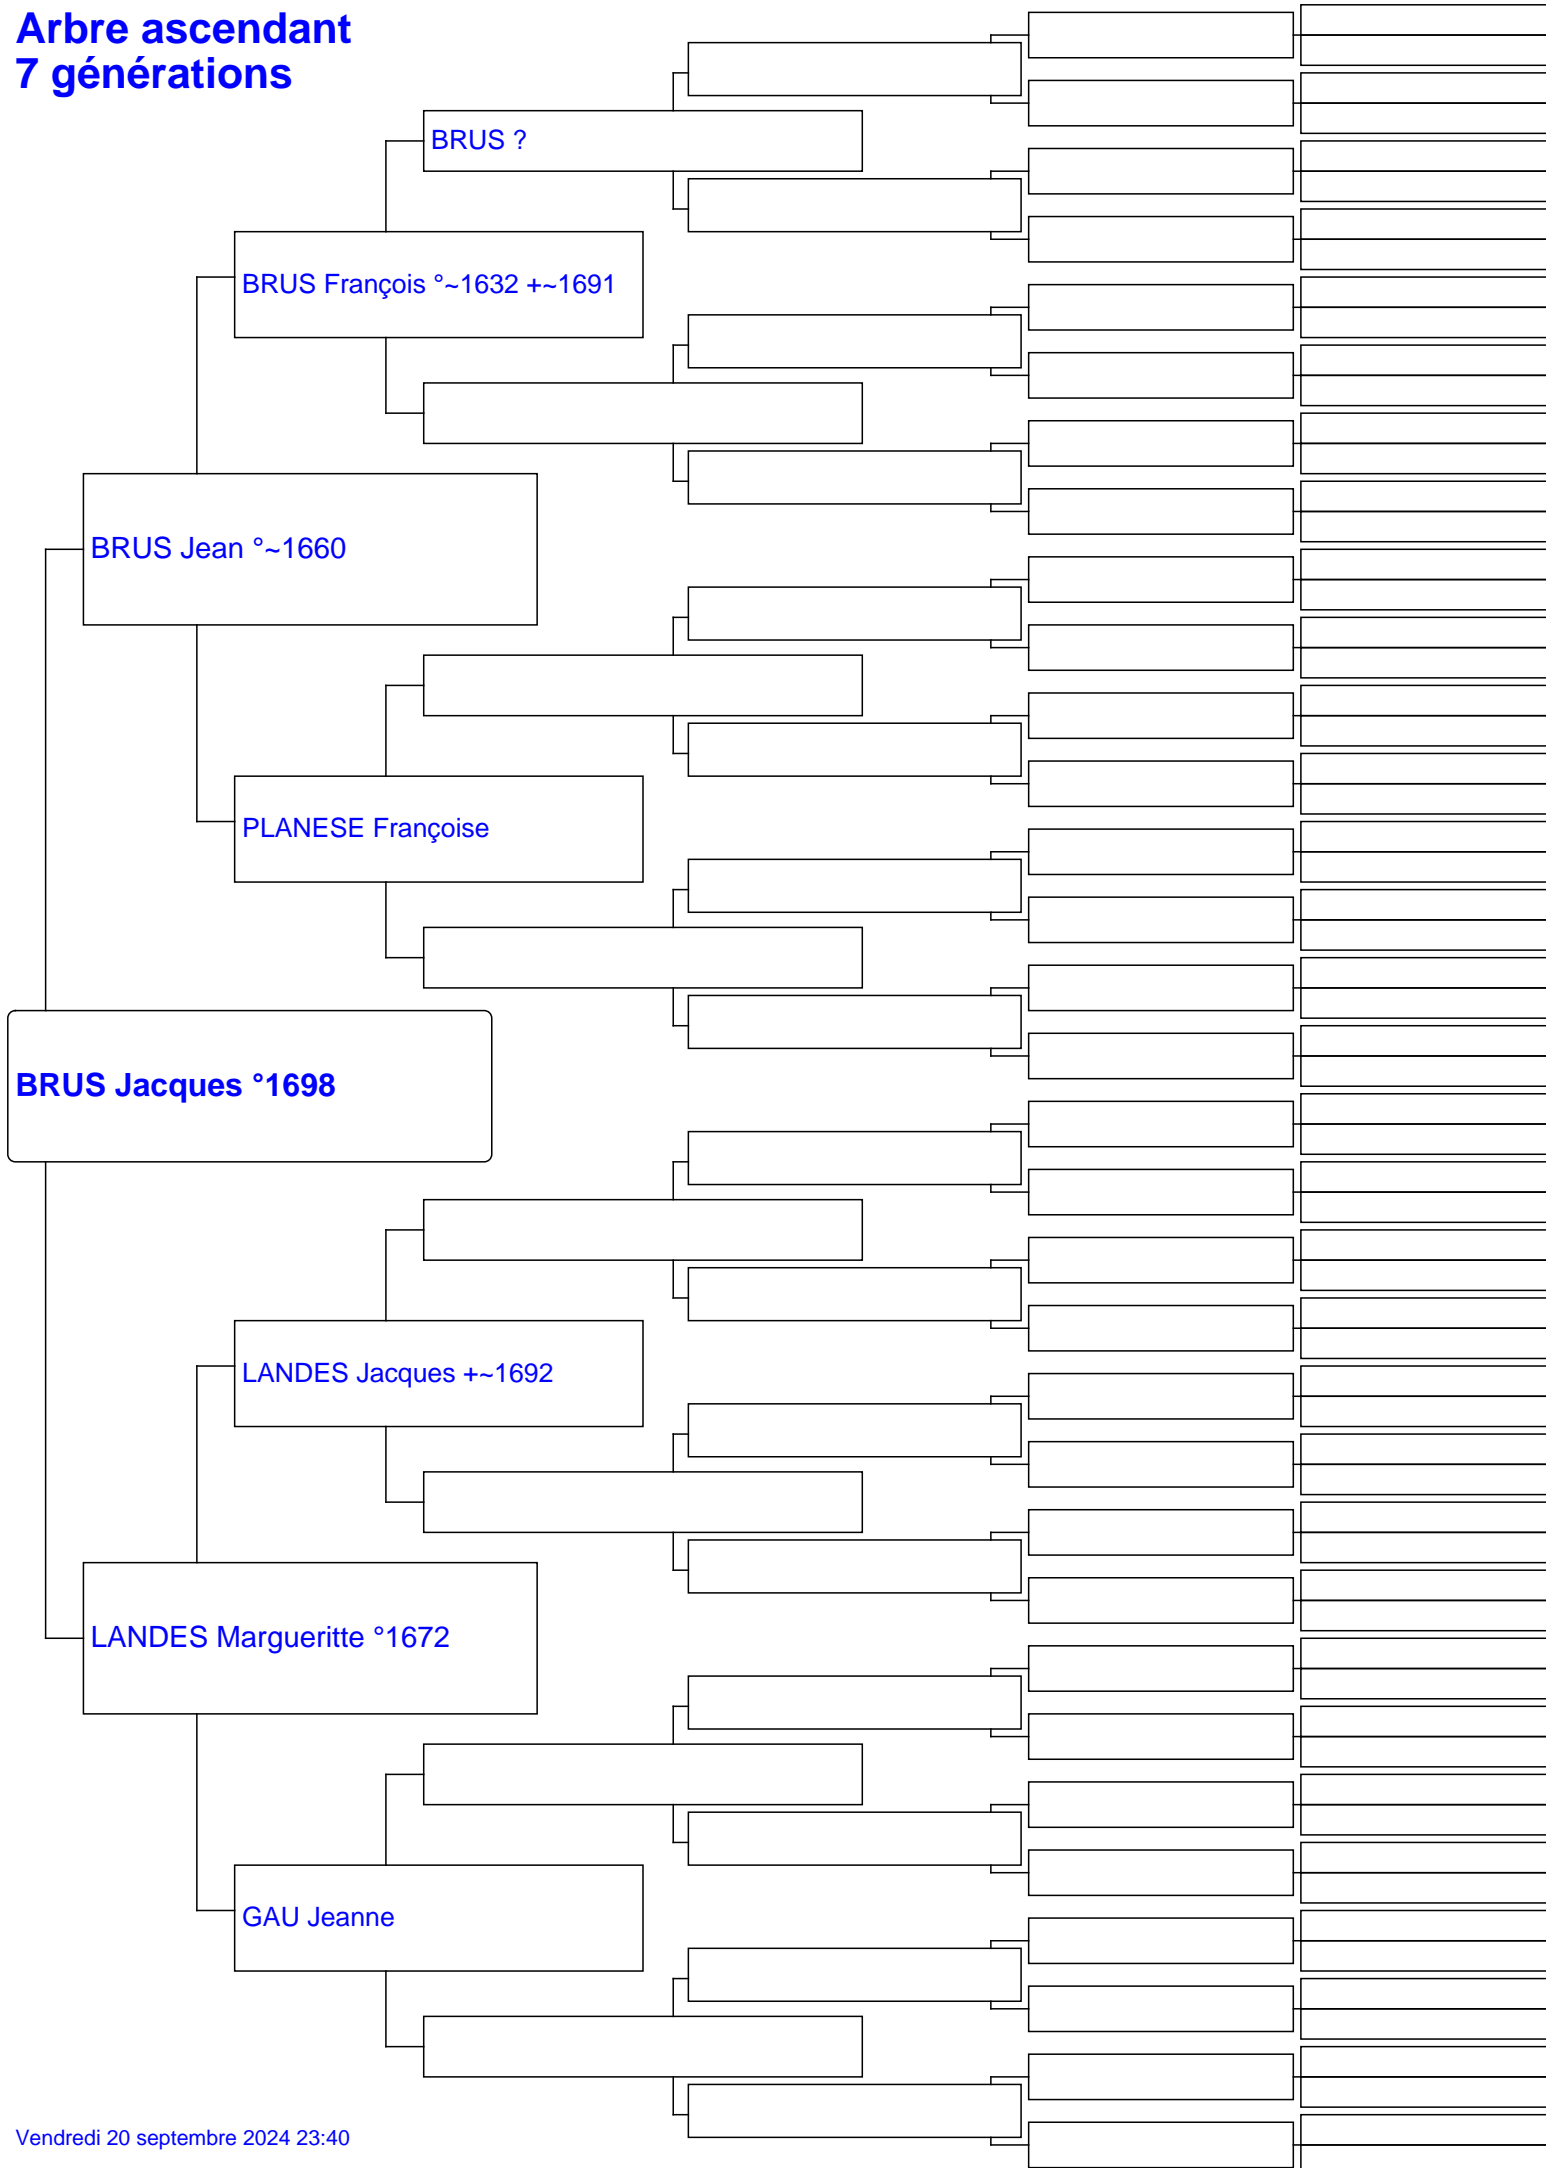 Arbre ascendant
7 générations
BRUS ?
BRUS François °~1632 +~1691
BRUS Jean °~1660
PLANESE Françoise
BRUS Jacques °1698
LANDES Jacques +~1692
LANDES Margueritte °1672
GAU Jeanne
Vendredi 20 septembre 2024 23:40